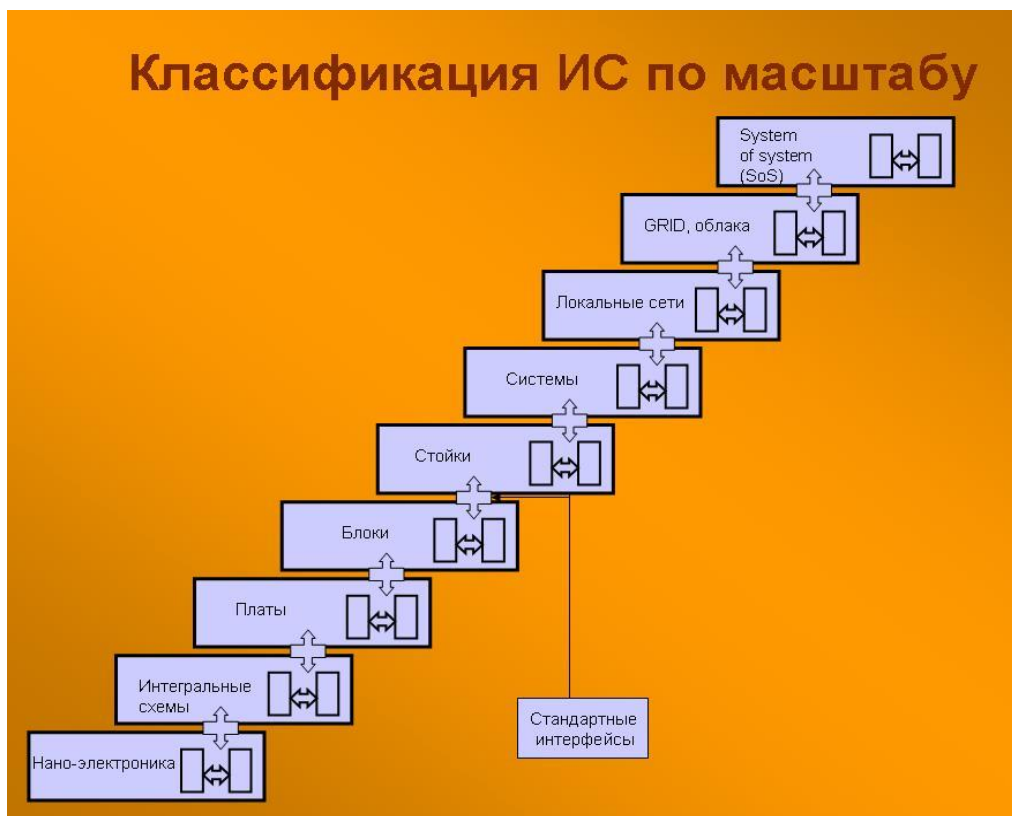 Классификация ИС по масштабу
System
of system
(SoS)
GRID, облака
Локальные сети
Системы
Стойки
Блоки
Платы
Интегральные
схемы
Стандартные
интерфейсы
Нано-электроника